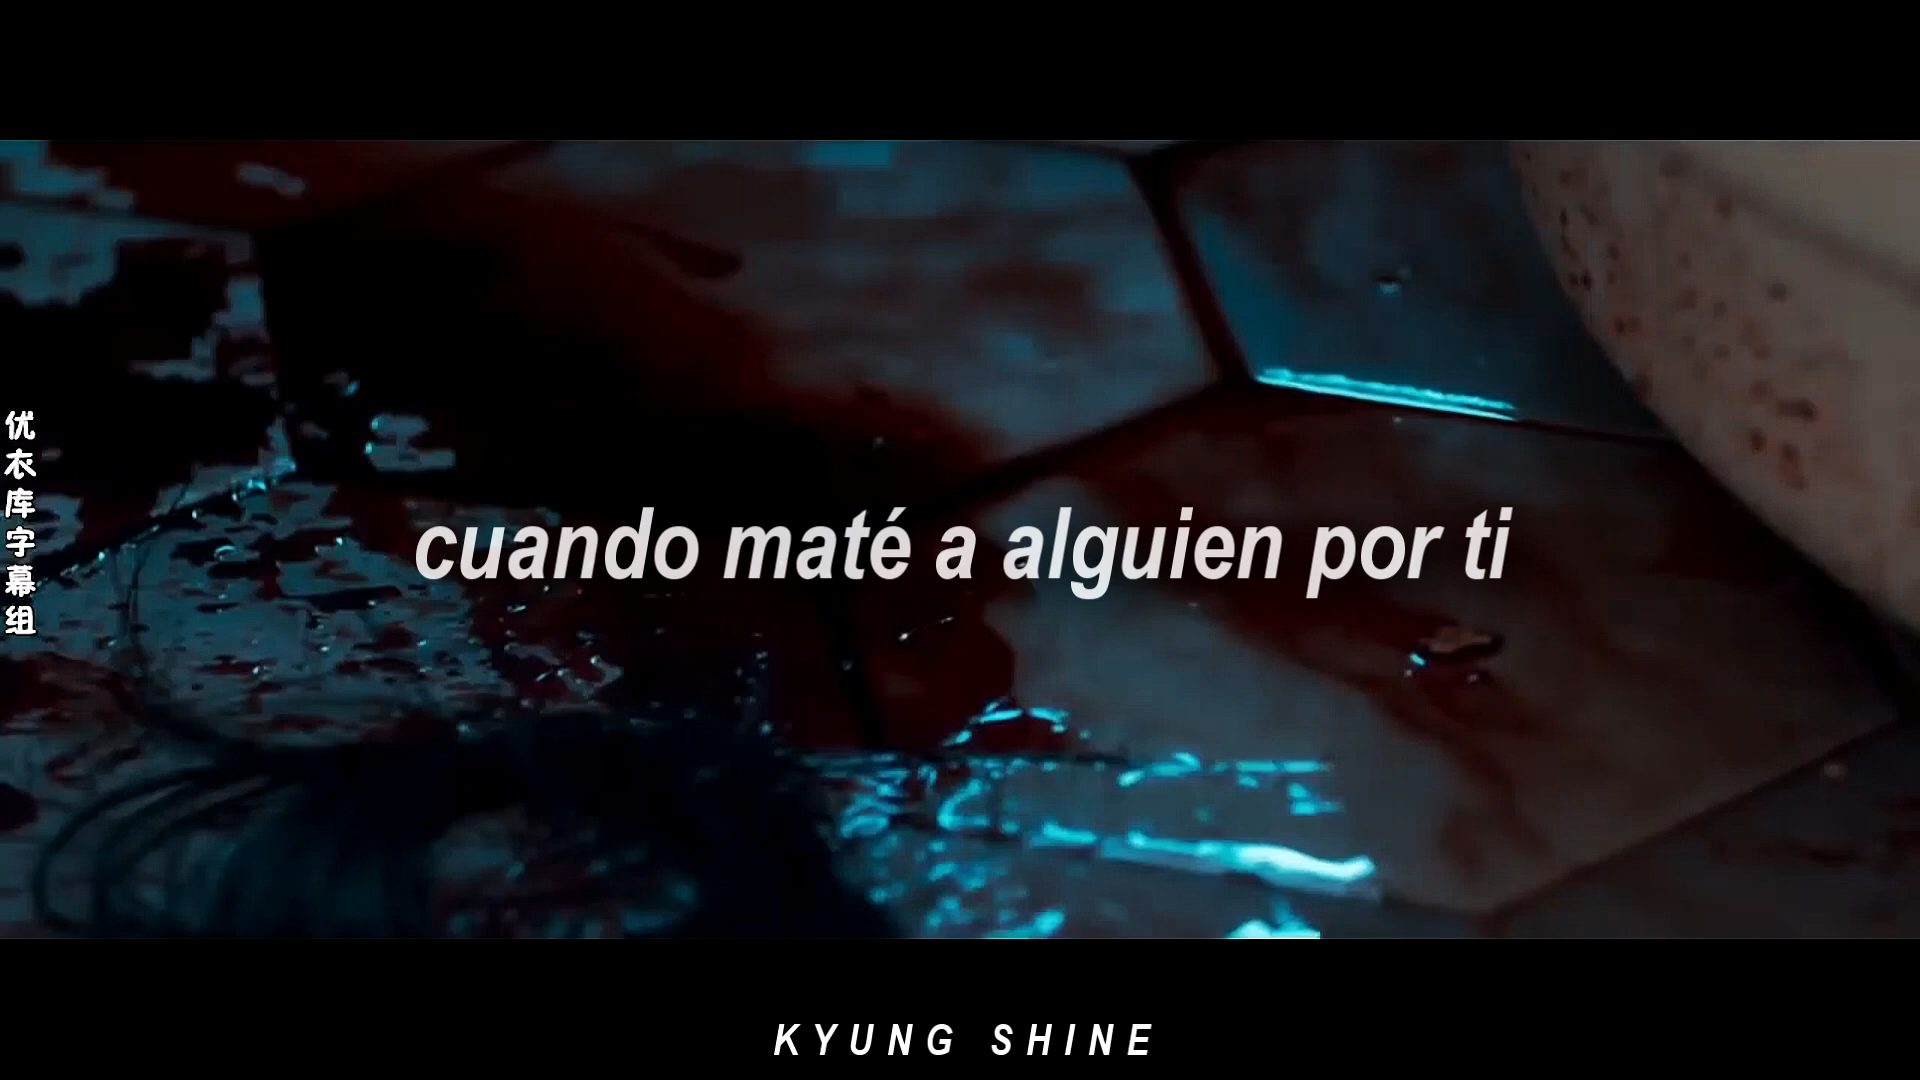 优衣库字幕组
cuando maté a alguien por ti
KYUNG SHINE